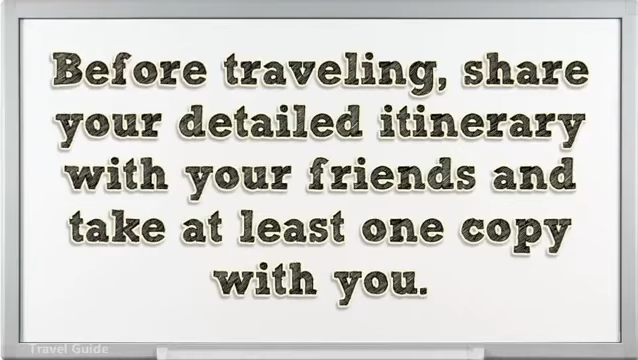 Before traveling, share
your detailed itinerary
with your friends and
take at least one copy
with you.
Travel Guide